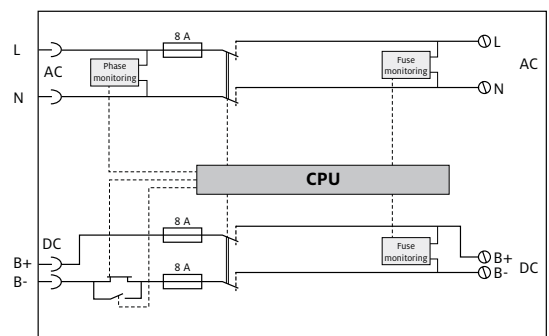 8 A
L
L
AC
Phase
monitoring
Fuse
monitoring
AC
N
N
CPU
8 A
DC
B+
8 A
Fuse
monitoring
B+
B-
B-
DC